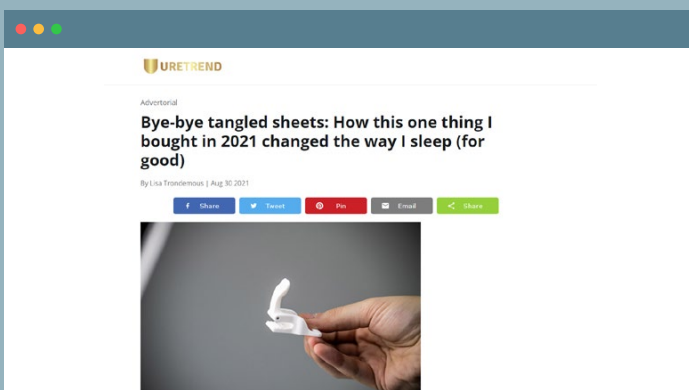 URETREND
Advertorial
Bye-bye tangled sheets: How this one thing I
bought in 2021 changed the way I sleep (for
good)
By Lisa Trondemous | Aug 30 2021
Share Tweet Pin Email Share